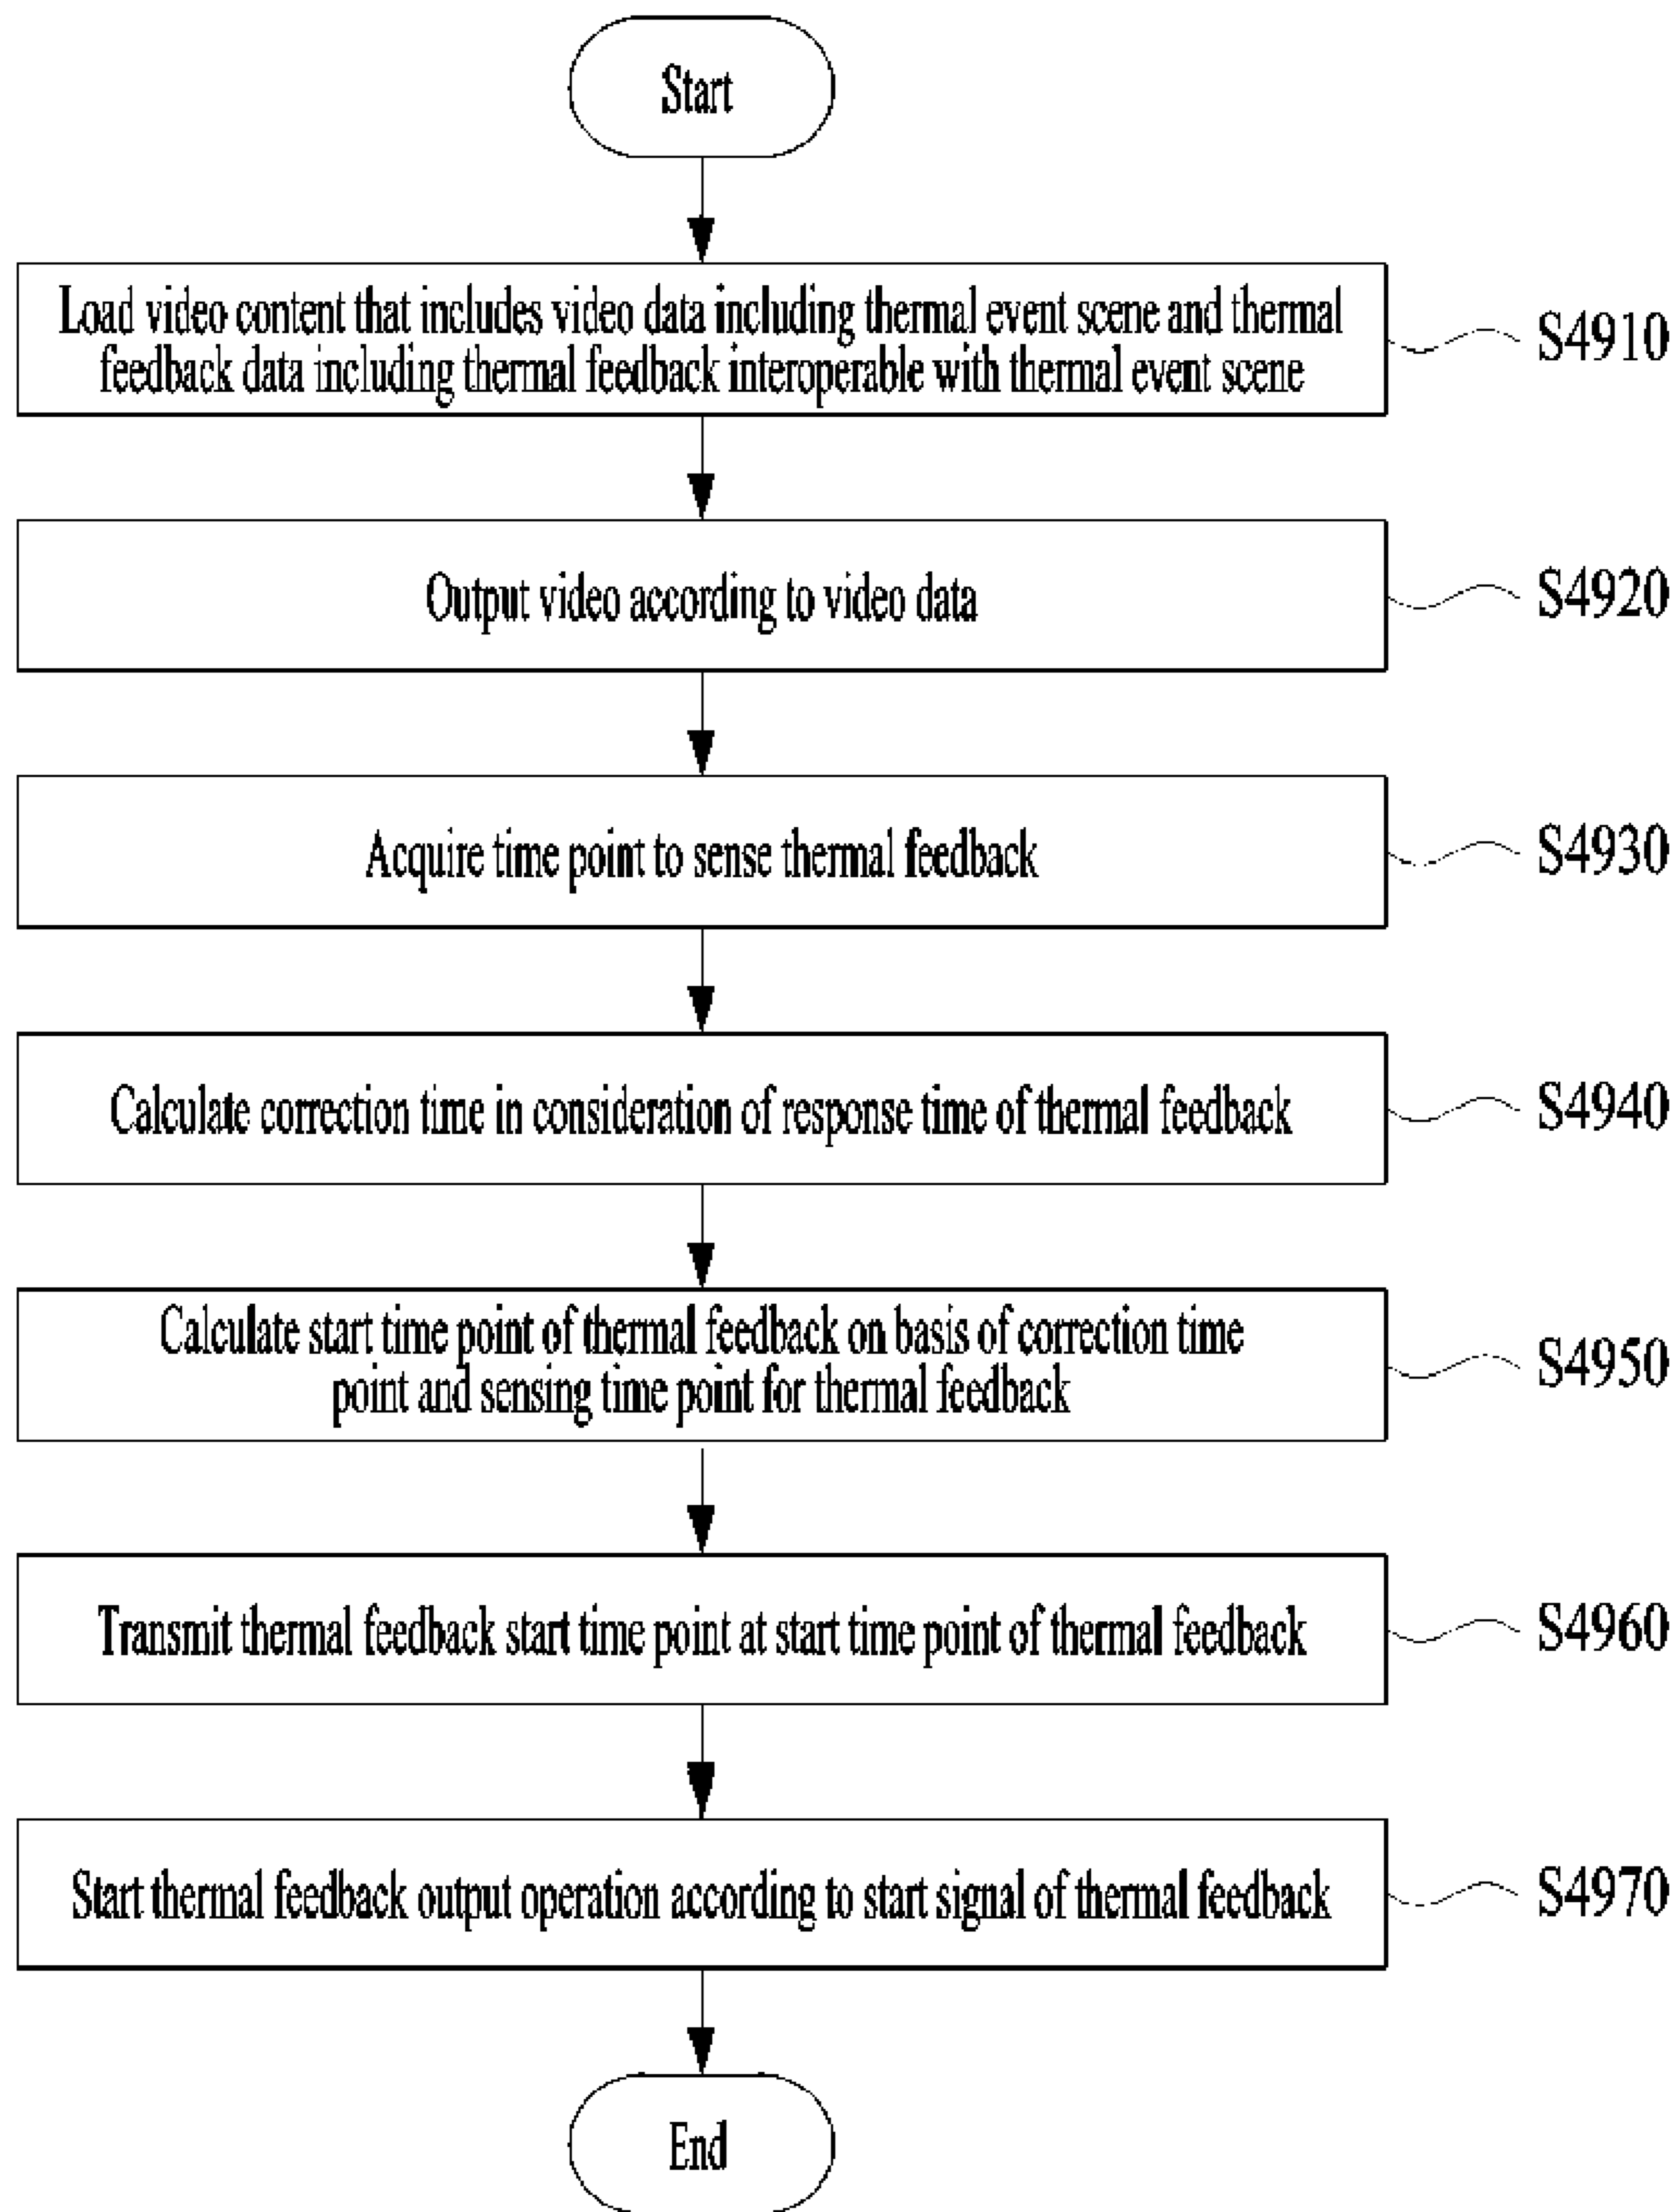 Start
Load video content that includes video data including thermal event scene and thermal
feedback data including thermal feedback interoperable with thermal event scene
S4910
Output video according to video data
S4920
Acquire time point to sense thermal feedback
S4930
Calculate correction time in consideration of response time of thermal feedback
S4940
Calculate start time point of thermal feedback on basis of correction time
point and sensing time point for thermal feedback
S4950
Transmit thermal feedback start time point at start time point of thermal feedback
S4960
Start thermal feedback output operation according to start signal of thermal feedback
S4970
End